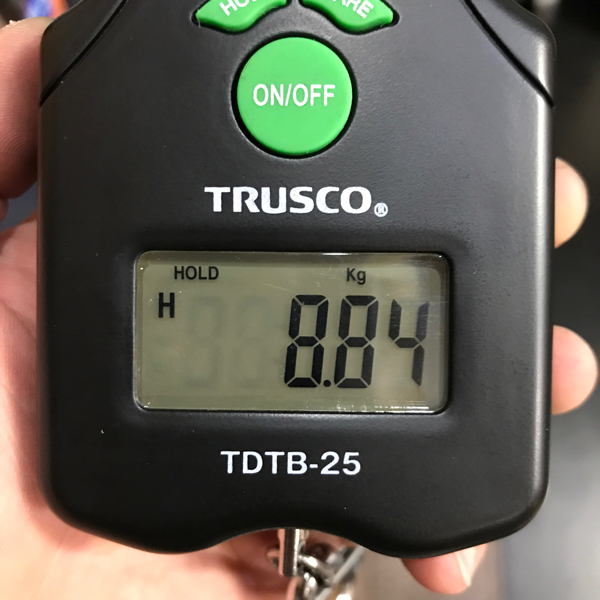 ON/OFF
TRUSCO®
HOLD Kg
H 8.84
TDTB-25